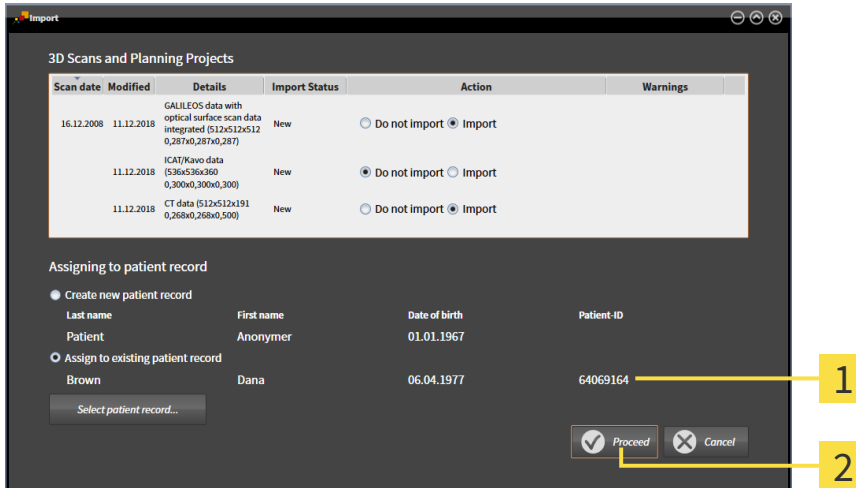 Import
3D Scans and Planning Projects
Scan date Modified Details Import Status Action Warnings
GALILEOS data with
optical surface scan data
integrated (512x512x512
0,287x0,287x0,287)
16.12.2008 11.12.2018 New Do not import Import
ICAT/Kavo data
(536x536x360
0,300x0,300x0,300)
11.12.2018 New Do not import Import
CT data (512x512x191
0,268x0,268x0,500)
11.12.2018 New Do not import Import
Assigning to patient record
Create new patient record
Last name First name Date of birth Patient-ID
Patient Anonymer 01.01.1967
Assign to existing patient record
Brown Dana 06.04.1977 64069164
1
Select patient record...
Proceed Cancel
2